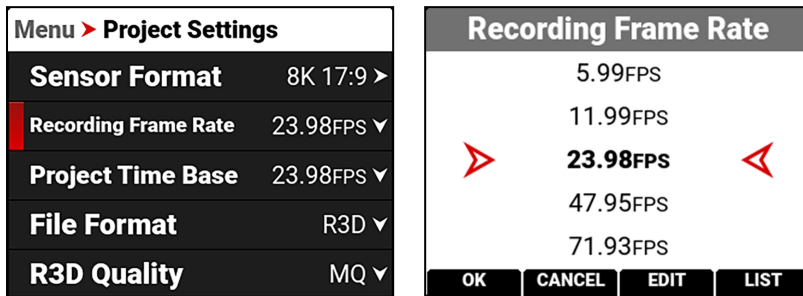 Menu ➤ Project Settings
Sensor Format 8K 17:9
Recording Frame Rate 23.98FPS
Project Time Base 23.98FPS
File Format R3D
R3D Quality MQ
Recording Frame Rate
5.99FPS
11.99FPS
23.98FPS
47.95FPS
71.93FPS
OK CANCEL EDIT LIST